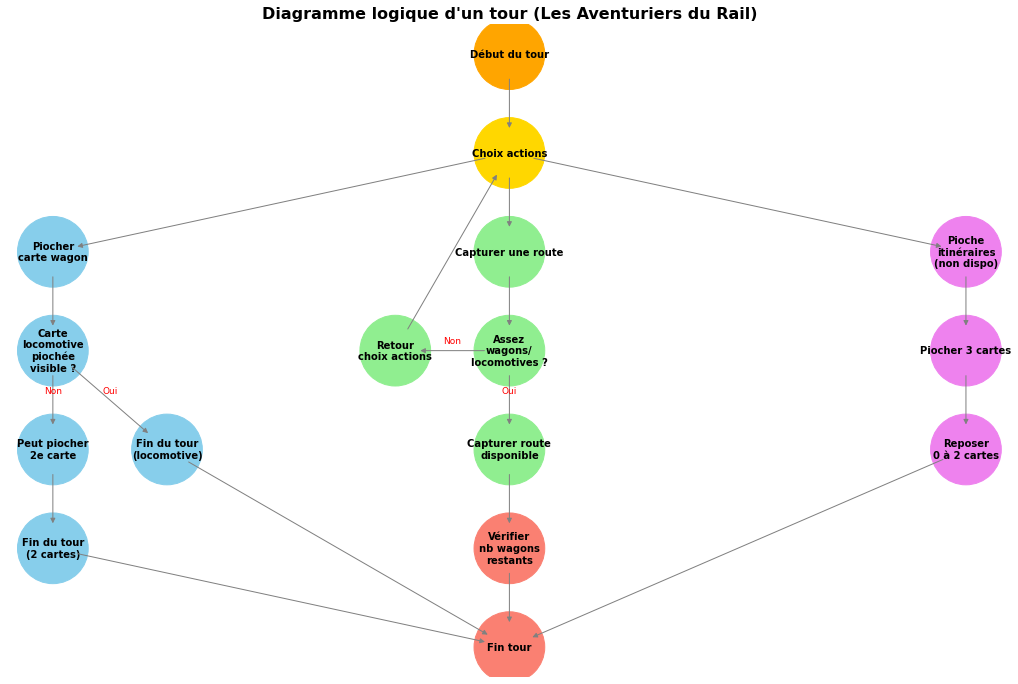 Diagramme logique d'un tour (Les Aventuriers du Rail)
Début du tour
Choix actions
Piocher
carte wagon
Capturer une route
Pioche
itinéraires
(non dispo)
Carte
locomotive
piochée
visible ?
Retour
choix actions
Non
Assez
wagons/
locomotives ?
Piocher 3 cartes
Non
Oui
Oui
Peut piocher
2e carte
Fin du tour
(locomotive)
Capturer route
disponible
Reposer
0 à 2 cartes
Fin du tour
(2 cartes)
Vérifier
nb wagons
restants
Fin tour